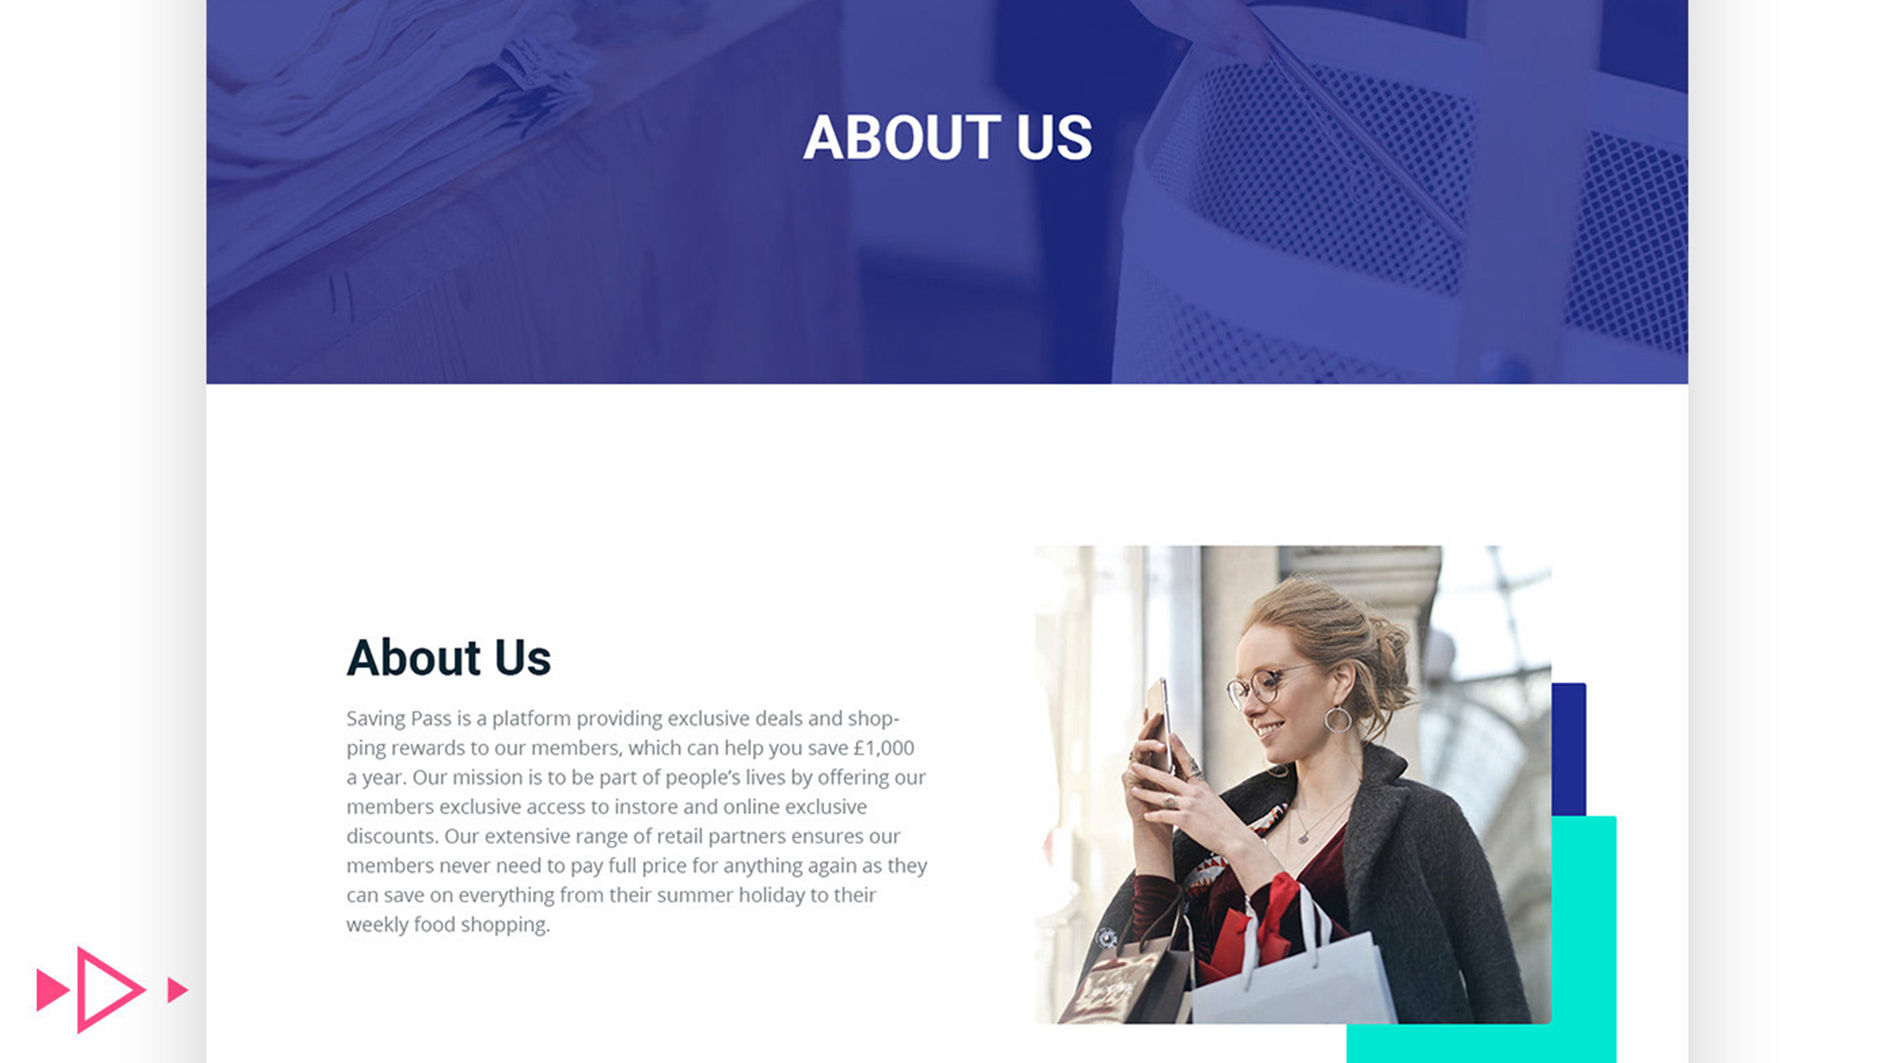 ABOUT US
About Us
Saving Pass is a platform providing exclusive deals and shop-
ping rewards to our members, which can help you save £1,000
a year. Our mission is to be part of people’s lives by offering our
members exclusive access to instore and online exclusive
discounts. Our extensive range of retail partners ensures our
members never need to pay full price for anything again as they
can save on everything from their summer holiday to their
weekly food shopping.